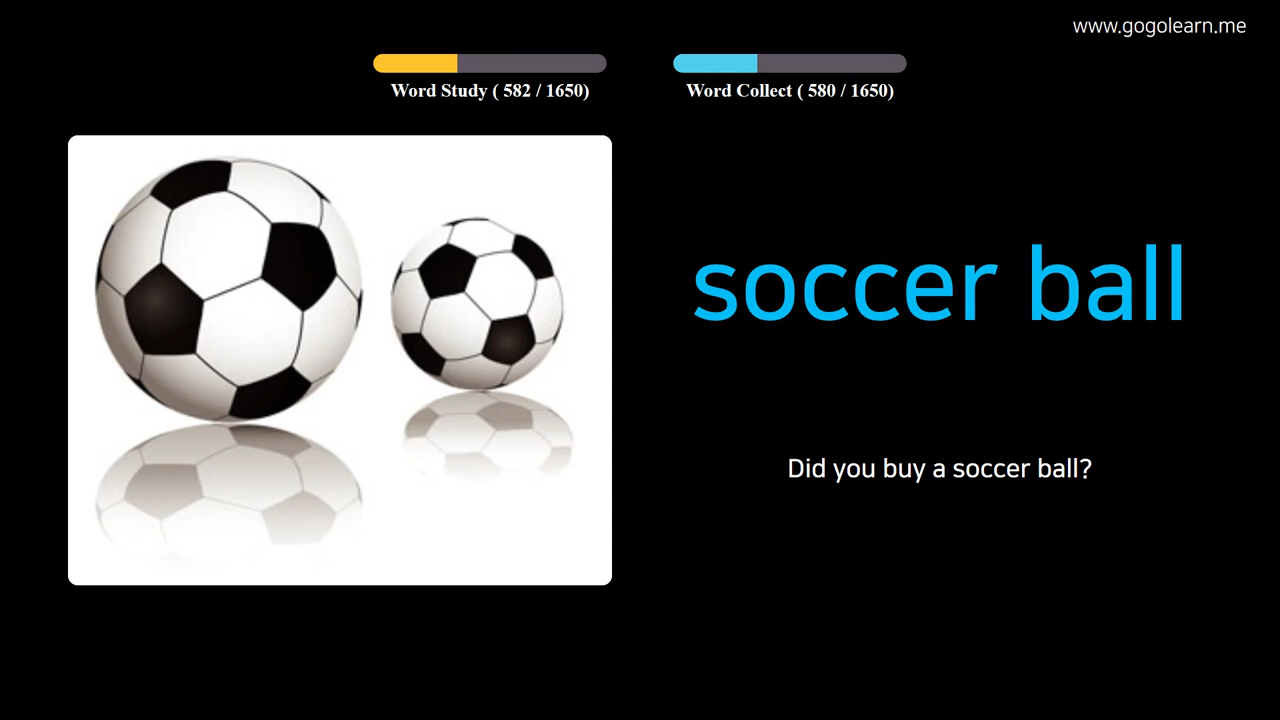 www.gogolearn.me
Word Study ( 582 / 1650)
Word Collect ( 580 / 1650)
soccer ball
Did you buy a soccer ball?